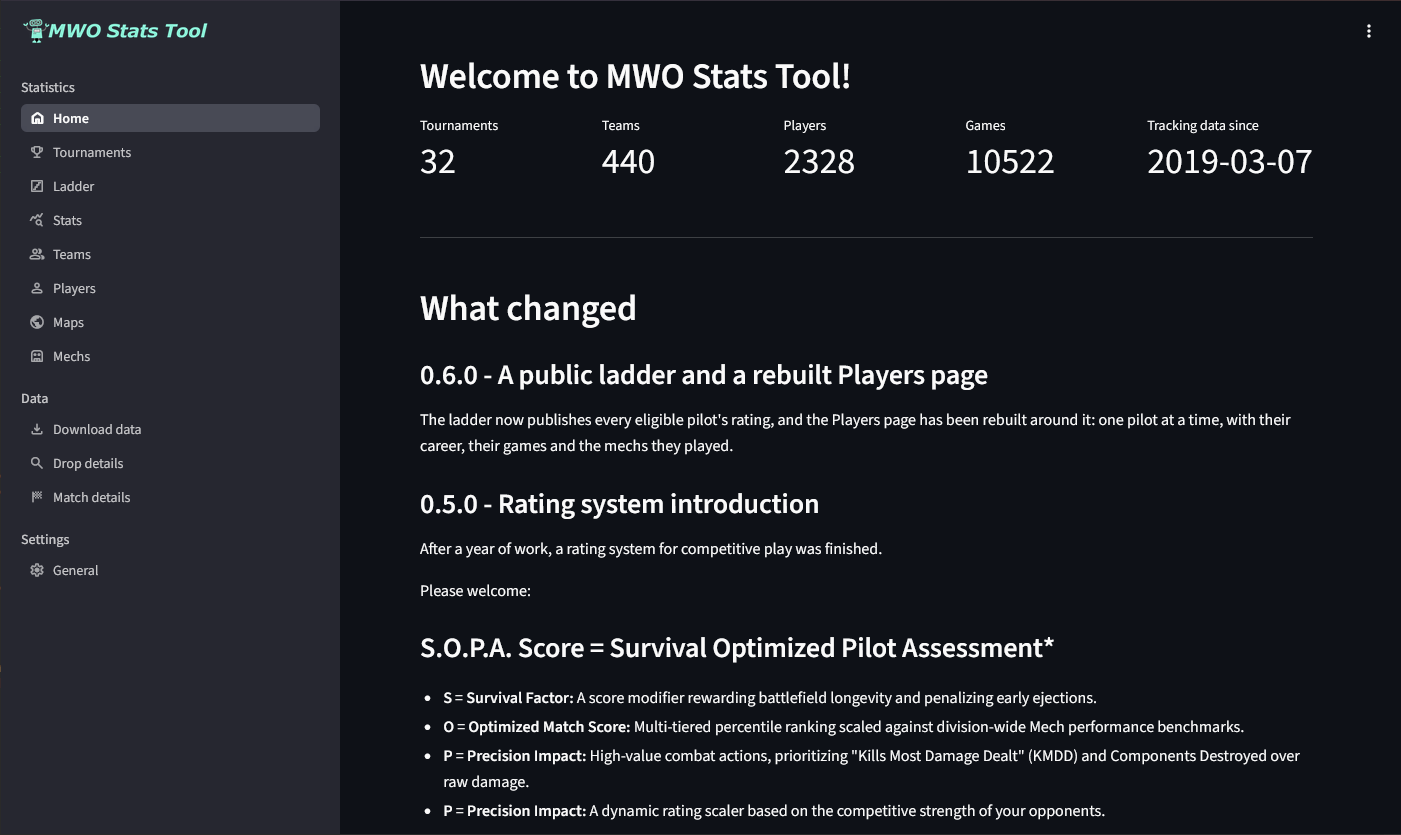 MWO Stats Tool
Statistics
Home
Tournaments
Ladder
Stats
Teams
Players
Maps
Mechs
Data
Download data
Drop details
Match details
Settings
General
Welcome to MWO Stats Tool!
Tournaments
32
Teams
440
Players
2328
Games
10522
Tracking data since
2019-03-07
What changed
0.6.0 - A public ladder and a rebuilt Players page
The ladder now publishes every eligible pilot's rating, and the Players page has been rebuilt around it: one pilot at a time, with their
career, their games and the mechs they played.
0.5.0 - Rating system introduction
After a year of work, a rating system for competitive play was finished.
Please welcome:
S.O.P.A. Score = Survival Optimized Pilot Assessment*
• S = Survival Factor: A score modifier rewarding battlefield longevity and penalizing early ejections.
• O = Optimized Match Score: Multi-tiered percentile ranking scaled against division-wide Mech performance benchmarks.
• P = Precision Impact: High-value combat actions, prioritizing "Kills Most Damage Dealt" (KMDD) and Components Destroyed over
raw damage.
• P = Precision Impact: A dynamic rating scaler based on the competitive strength of your opponents.